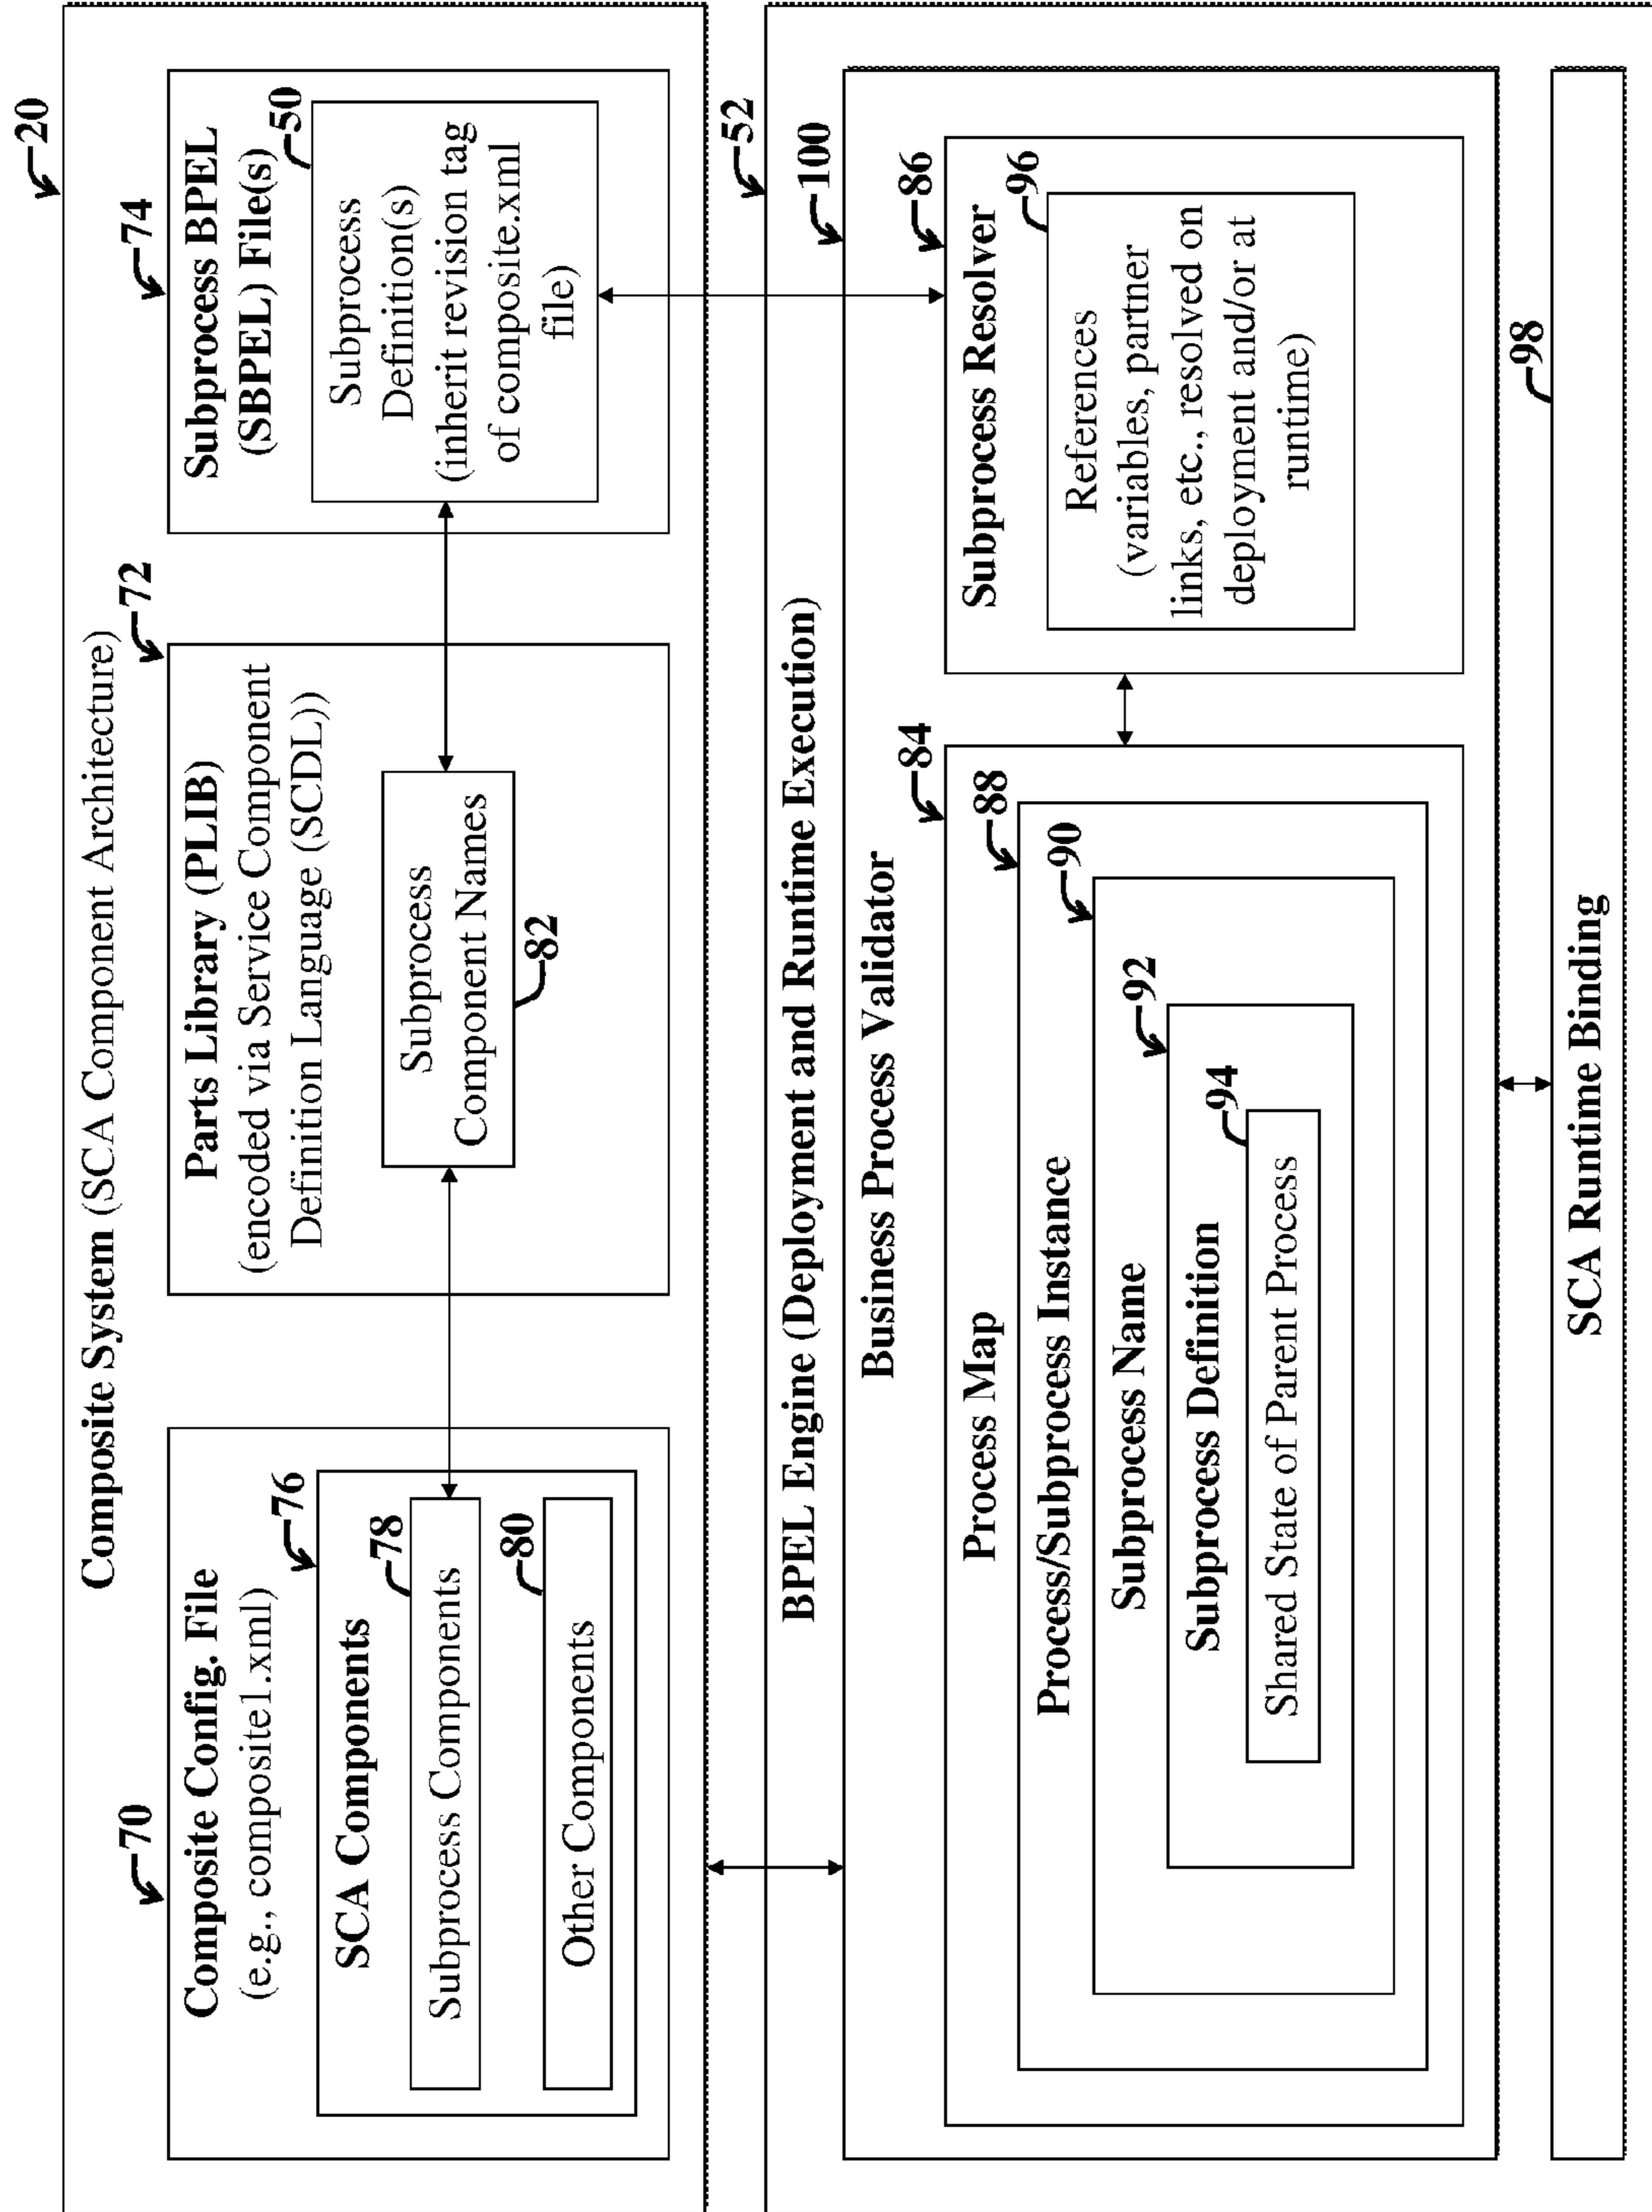 20
Composite System (SCA Component Architecture)
70
Composite Config. File
(e.g., composite1.xml)
76
SCA Components
78
Subprocess Components
80
Other Components
72
Parts Library (PLIB)
(encoded via Service Component
Definition Language (SCDL))
Subprocess
Component Names
82
74
Subprocess BPEL
(SBPEL) File(s)
50
Subprocess
Definition(s)
(inherit revision tag
of composite.xml
file)
52
BPEL Engine (Deployment and Runtime Execution)
100
Business Process Validator
84
Process Map
88
Process/Subprocess Instance
90
Subprocess Name
92
Subprocess Definition
94
Shared State of Parent Process
86
Subprocess Resolver
96
References
(variables, partner
links, etc., resolved on
deployment and/or at
runtime)
98
SCA Runtime Binding